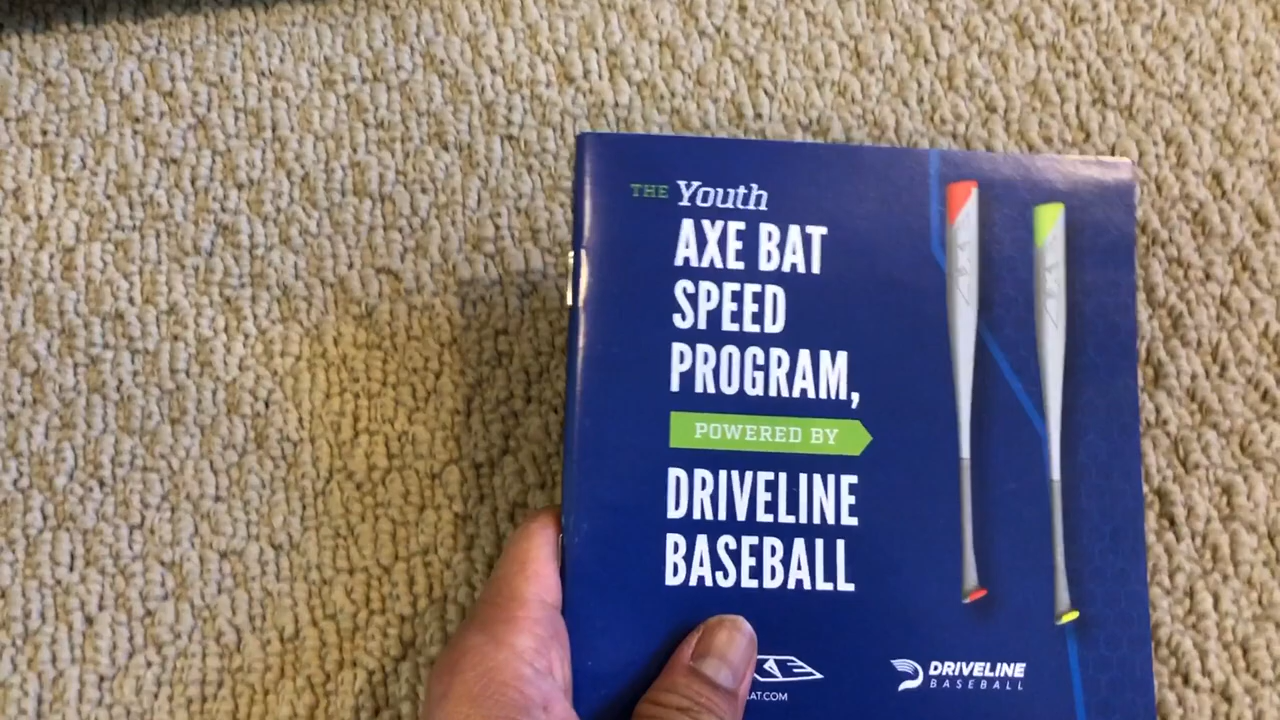 THE Youth
AXE BAT
SPEED
PROGRAM,
POWERED BY
DRIVELINE
BASEBALL
DRIVELINE
BASEBALL